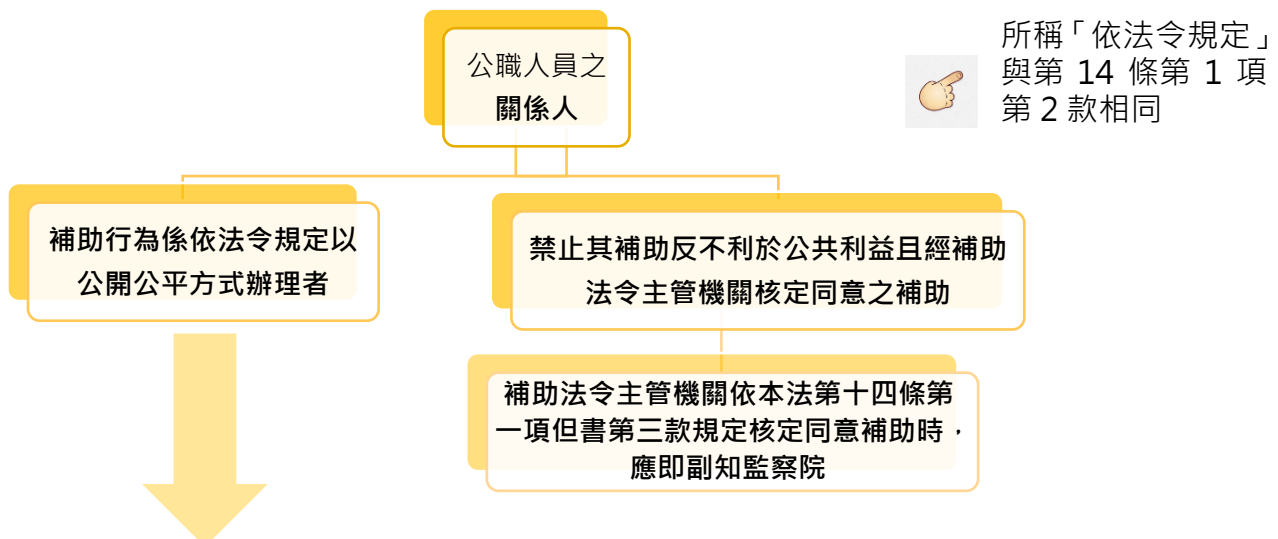 公職人員之
關係人
所稱「依法令規定」
與第 14 條第 1 項
第 2 款相同
補助行為係依法令規定以
公開公平方式辦理者
禁止其補助反不利於公共利益且經補助
法令主管機關核定同意之補助
補助法令主管機關依本法第十四條第
一項但書第三款規定核定同意補助時，
應即副知監察院